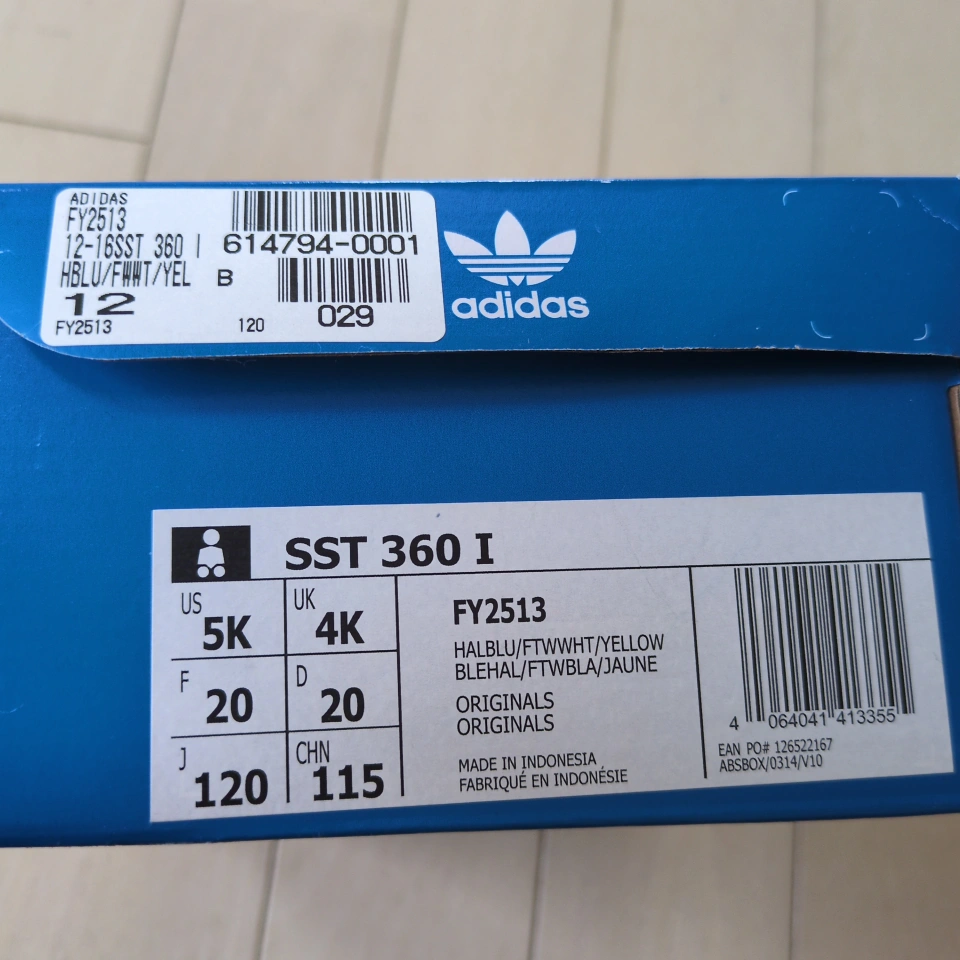 ADIDAS
FY2513
12-16SST 360 I
614794-0001
HBLU/FWWT/YEL
B
12
029
FY2513
120
adidas
SST 360 I
US
5K
UK
4K
F
20
D
20
J
120
CHN
115
FY2513
HALBLU/FTWWHT/YELLOW
BLEHAL/FTWBLA/JAUNE
ORIGINALS
ORIGINALS
MADE IN INDONESIA
FABRIQUÉ EN INDONÉSIE
4 064041 413355
EAN PO# 126522167
ABSBOX/0314/V10